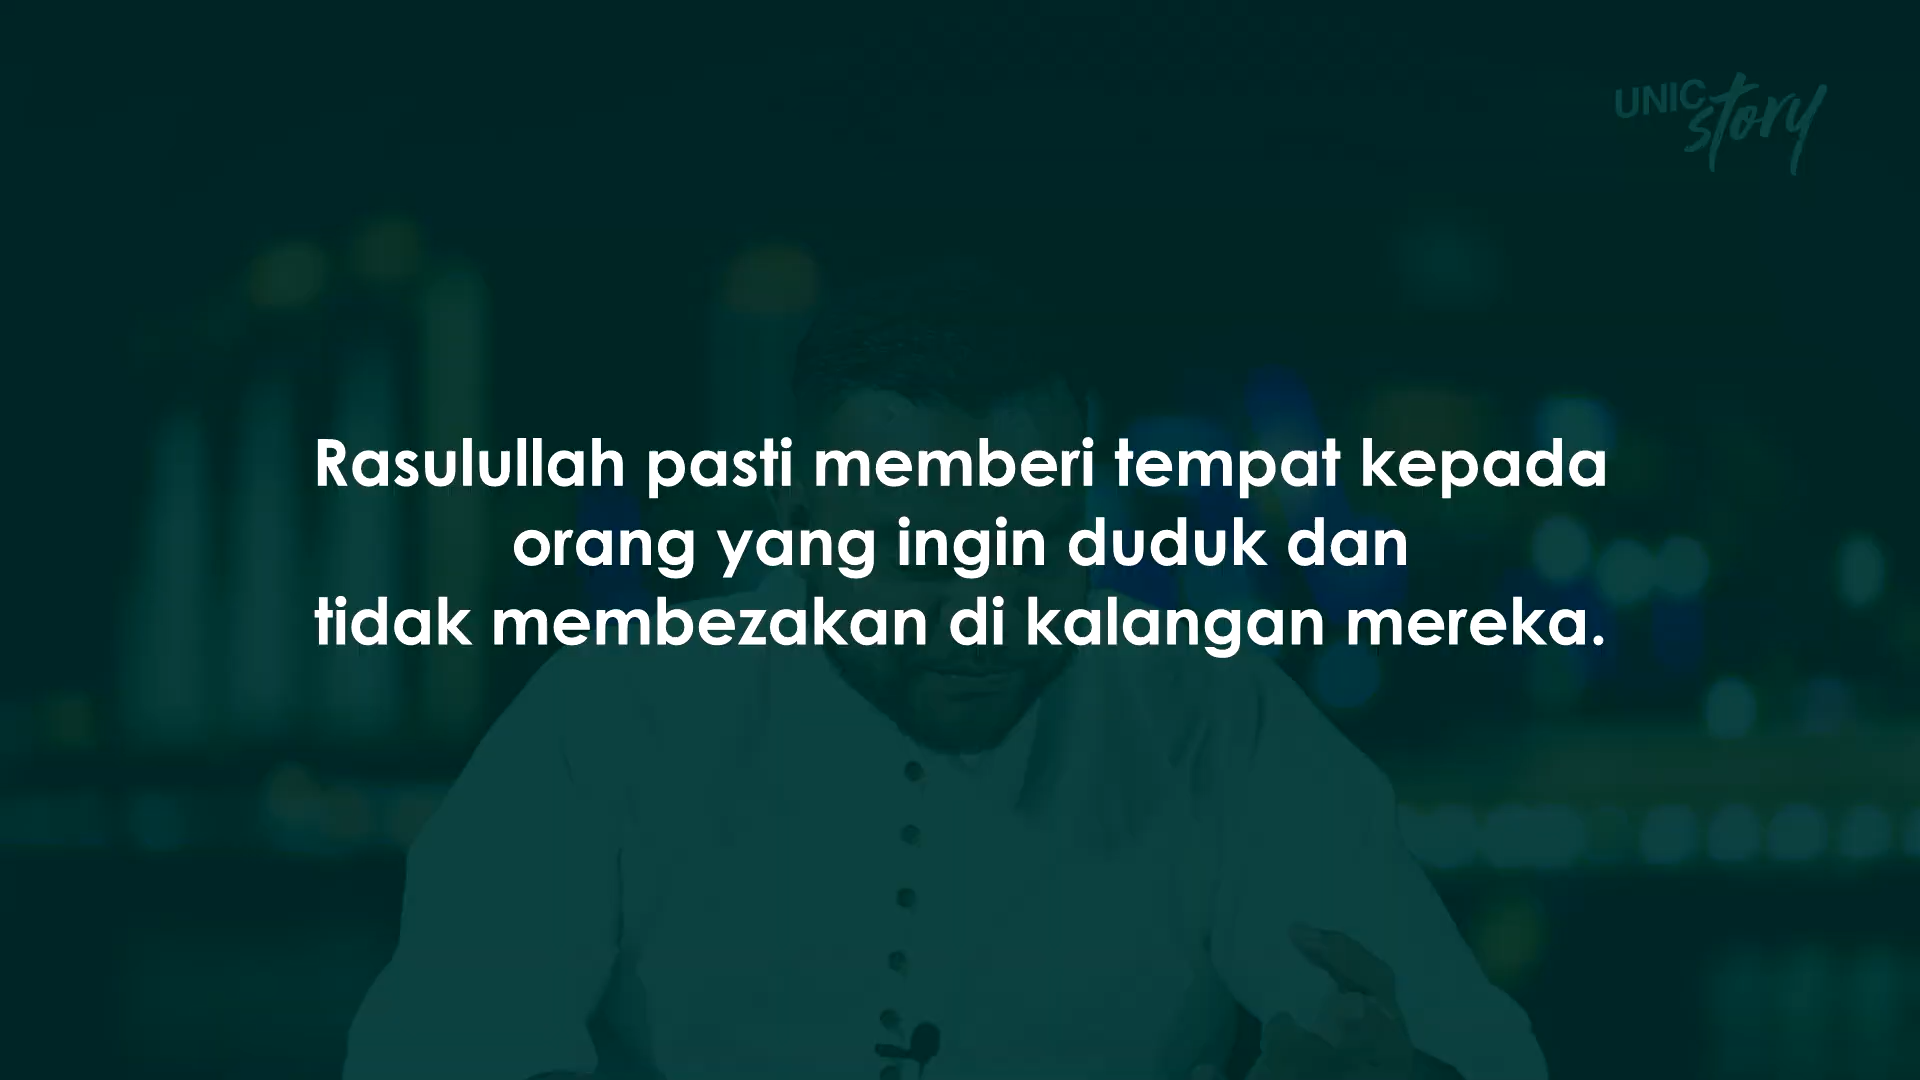 UNIC
story
Rasulullah pasti memberi tempat kepada
orang yang ingin duduk dan
tidak membezakan di kalangan mereka.